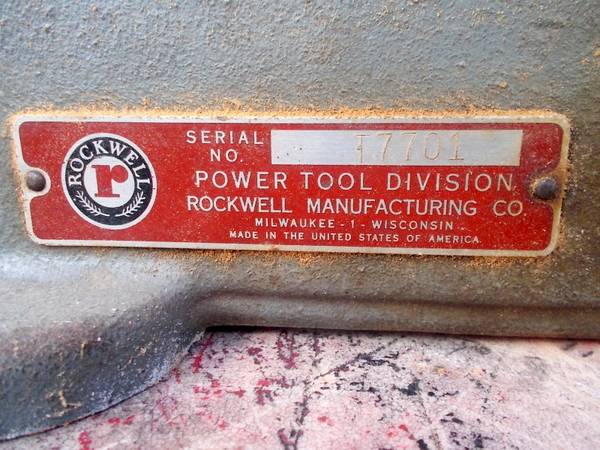 ROCKWELL
r
SERIAL NO. T7701
POWER TOOL DIVISION
ROCKWELL MANUFACTURING CO.
MILWAUKEE - 1 - WISCONSIN
MADE IN THE UNITED STATES OF AMERICA